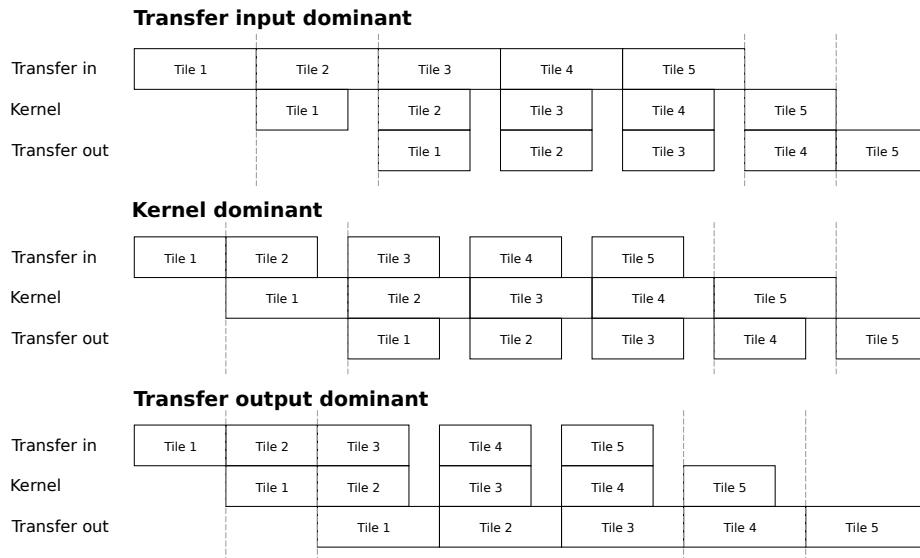 Transfer input dominant
Transfer in Tile 1 Tile 2 Tile 3 Tile 4 Tile 5
Kernel Tile 1 Tile 2 Tile 3 Tile 4 Tile 5
Transfer out Tile 1 Tile 2 Tile 3 Tile 4 Tile 5
Kernel dominant
Transfer in Tile 1 Tile 2 Tile 3 Tile 4 Tile 5
Kernel Tile 1 Tile 2 Tile 3 Tile 4 Tile 5
Transfer out Tile 1 Tile 2 Tile 3 Tile 4 Tile 5
Transfer output dominant
Transfer in Tile 1 Tile 2 Tile 3 Tile 4 Tile 5
Kernel Tile 1 Tile 2 Tile 3 Tile 4 Tile 5
Transfer out Tile 1 Tile 2 Tile 3 Tile 4 Tile 5